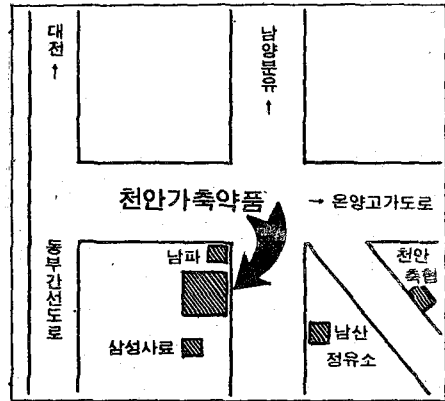 대전
↑
남양분유
↑
천안가축약품
→ 온양고가도로
동부간선도로
남파
천안
축협
삼성사료
남산
정유소